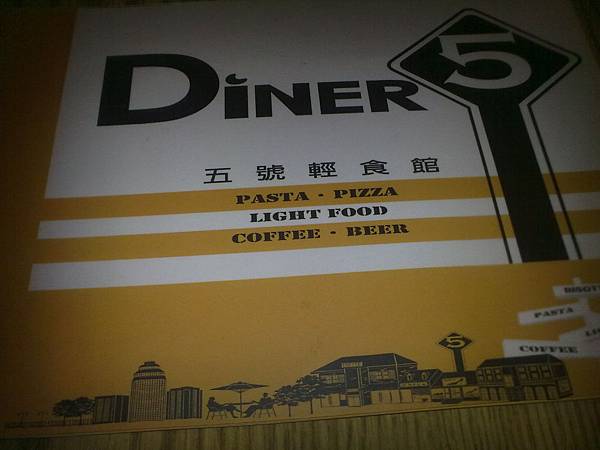 DINER 5
五號輕食館
PASTA - PIZZA
LIGHT FOOD
COFFEE - BEER
PASTA
COFFEE
5